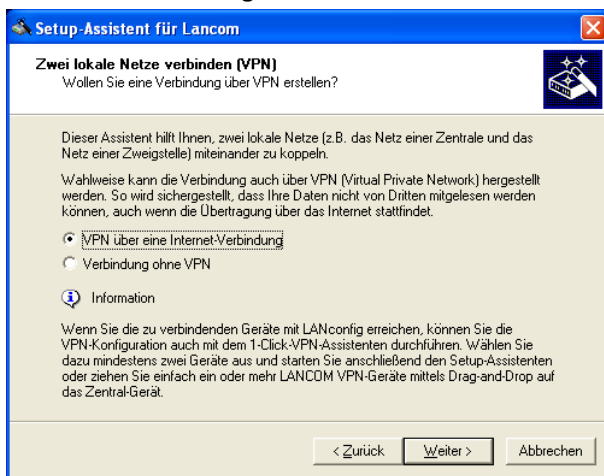 Setup-Assistent für Lancom
Zwei lokale Netze verbinden (VPN)
Wollen Sie eine Verbindung über VPN erstellen?
Dieser Assistent hilft Ihnen, zwei lokale Netze (z.B. das Netz einer Zentrale und das
Netz einer Zweigstelle) miteinander zu koppeln.
Wahlweise kann die Verbindung auch über VPN (Virtual Private Network) hergestellt
werden. So wird sichergestellt, dass Ihre Daten nicht von Dritten mitgelesen werden
können, auch wenn die Übertragung über das Internet stattfindet.
VPN über eine Internet-Verbindung
Verbindung ohne VPN
Information
Wenn Sie die zu verbindenden Geräte mit LANconfig erreichen, können Sie die
VPN-Konfiguration auch mit dem 1-Click-VPN-Assistenten durchführen. Wählen Sie
dazu mindestens zwei Geräte aus und starten Sie anschließend den Setup-Assistenten
oder ziehen Sie einfach ein oder mehr LANCOM VPN-Geräte mittels Drag-and-Drop auf
das Zentral-Gerät.
< Zurück Weiter > Abbrechen